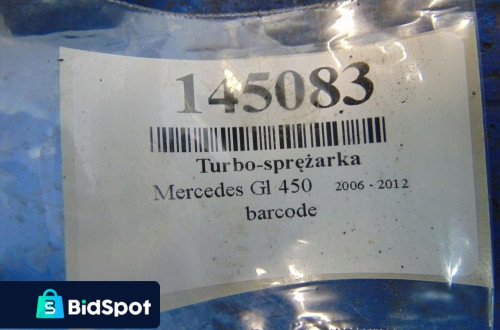 145083
Turbo-sprężarka
Mercedes Gl 450 2006 - 2012
barcode
S BidSpot